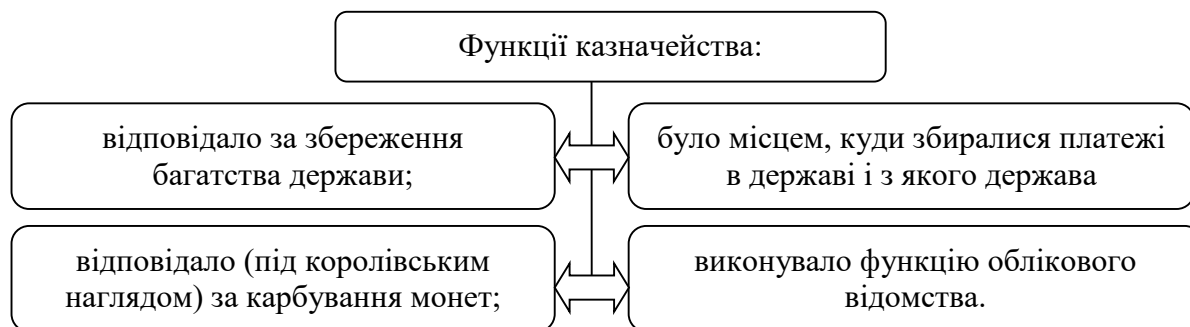 Функції казначейства:
відповідало за збереження
багатства держави;
було місцем, куди збиралися платежі
в державі і з якого держава
відповідало (під королівським
наглядом) за карбування монет;
виконувало функцію облікового
відомства.